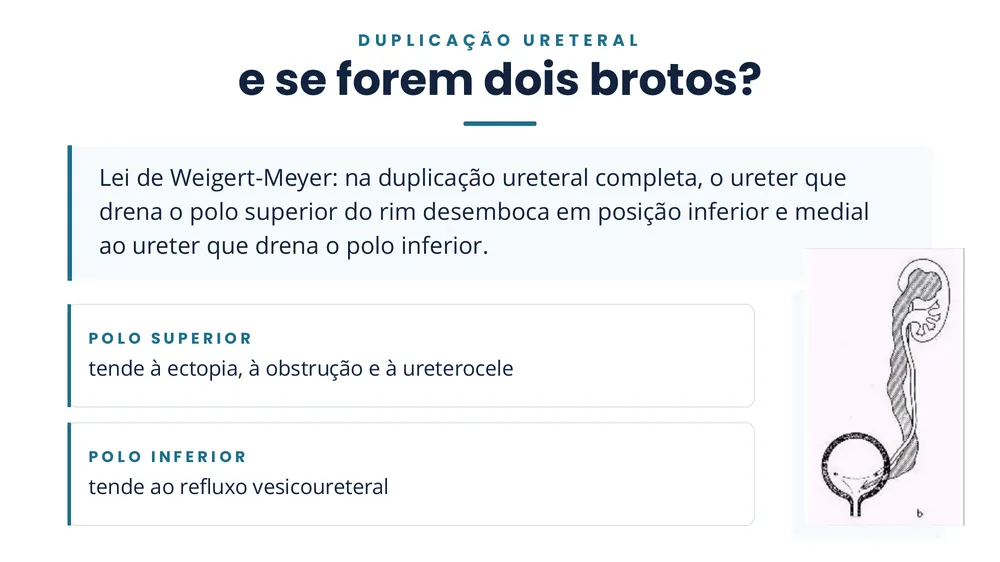 DUPLICAÇÃO URETERAL
e se forem dois brotos?
Lei de Weigert-Meyer: na duplicação ureteral completa, o ureter que
drena o polo superior do rim desemboca em posição inferior e medial
ao ureter que drena o polo inferior.
POLO SUPERIOR
tende à ectopia, à obstrução e à ureterocele
POLO INFERIOR
tende ao refluxo vesicoureteral
b